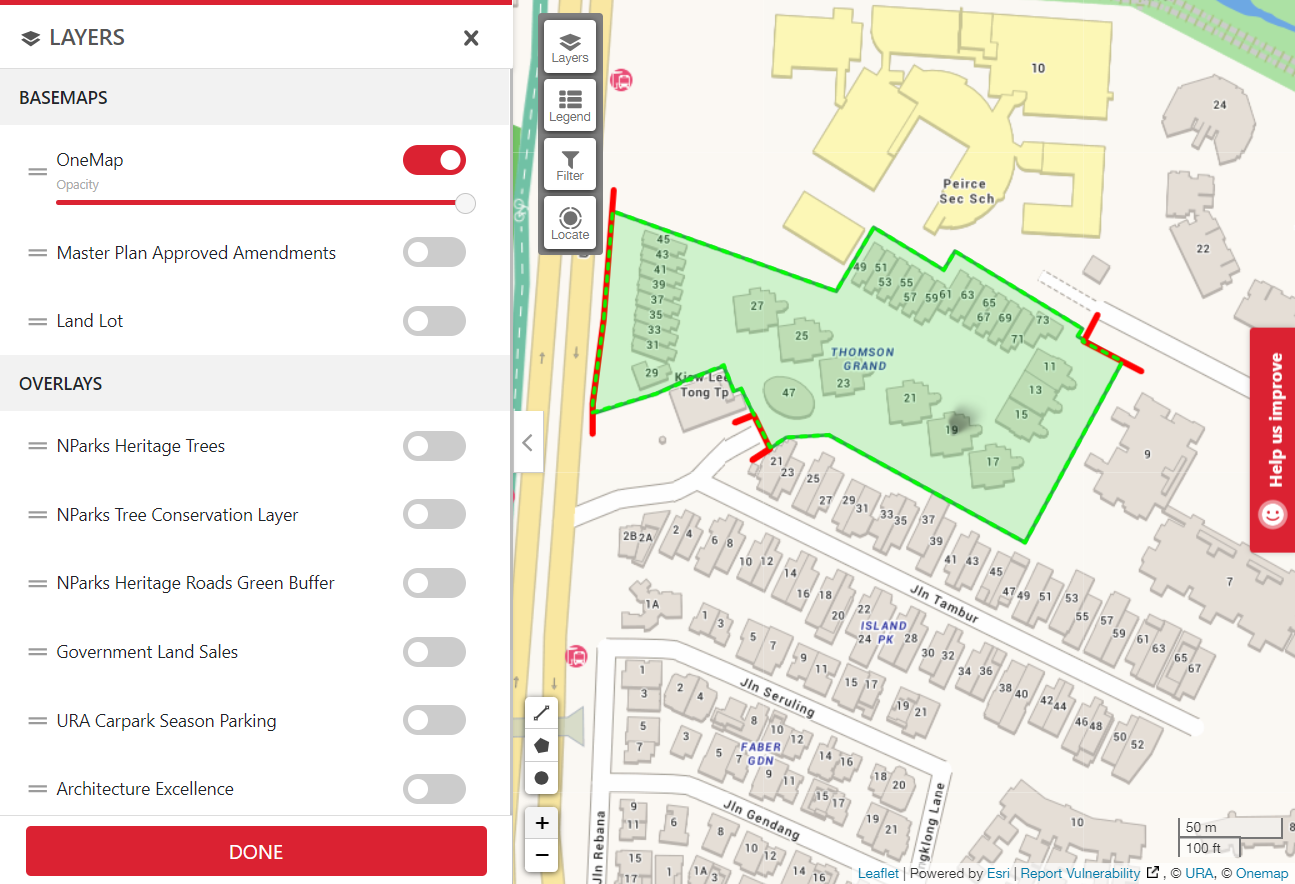 LAYERS
BASEMAPS
OneMap
Opacity
Master Plan Approved Amendments
Land Lot
OVERLAYS
NParks Heritage Trees
NParks Tree Conservation Layer
NParks Heritage Roads Green Buffer
Government Land Sales
URA Carpark Season Parking
Architecture Excellence
DONE
Layers
Legend
Filter
Locate
10
24
Peirce
Sec Sch
22
45
43
41
39
37
35
33
31
29
49 51
53 55
57 59 61 63
65
67 69
71 73
27
25
THOMSON
GRAND
23
47
21
19
17
11
13
15
Kiew Lee
Tong Tp
9
7
21
23
25
27 29
31 33
35 37
39
41 43
45
47 49 51 53
55 57
59 61
63 65
67
2B 2A 2 4
6 8
10 12
14
16 18
20 22
24 28
30 32
34 36
38 40
42 44
46 48
50 52
ISLAND
PK
Jln Tambur
1A
1 3
5 7
9 11
15 17
19 21
Jln Seruling
1
3
2 4
5
7
3
5 7
8 10 12
14 16
18 20
FABER
GDN
9 11
15 17
19 21
Jln Gendang
9
11
6
8
10 12
14 16
15
17
1 1A 3
Jln Rebana
ngklong Lane
10
8
Help us improve
+
−
50 m
100 ft
Leaflet | Powered by Esri | Report Vulnerability , © URA, © Onemap